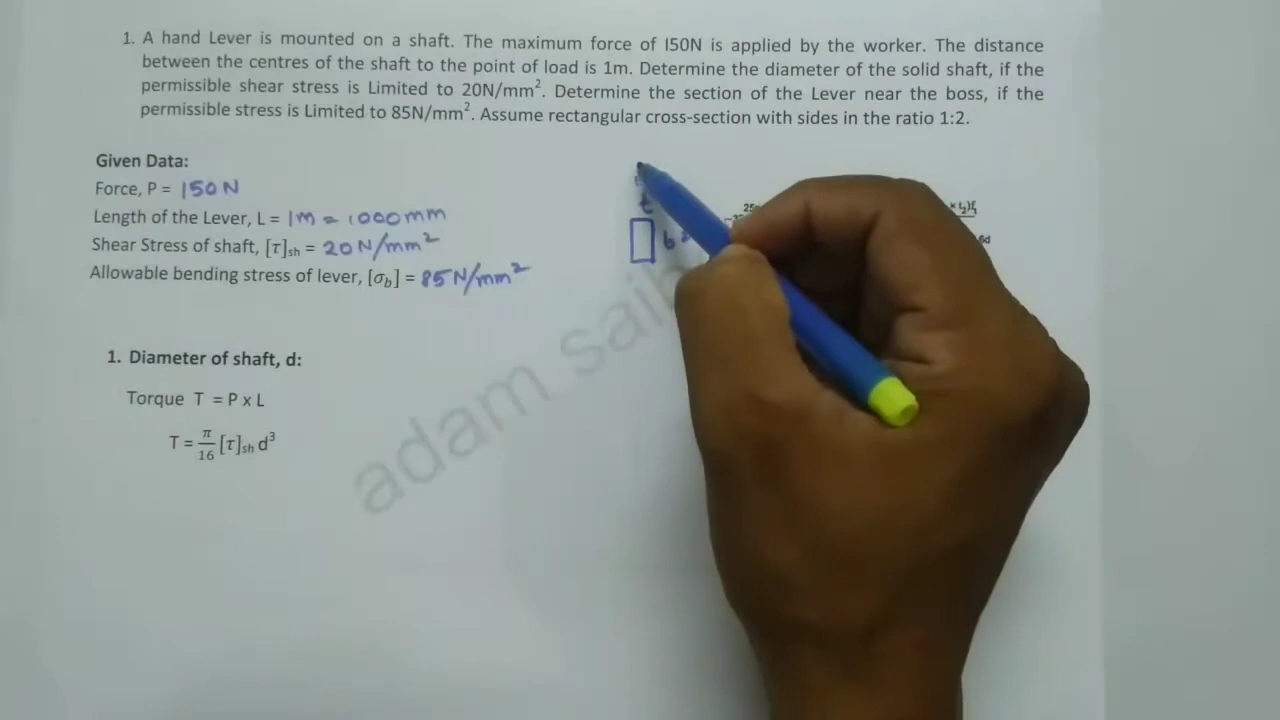 1. A hand Lever is mounted on a shaft. The maximum force of I50N is applied by the worker. The distance
between the centres of the shaft to the point of load is 1m. Determine the diameter of the solid shaft, if the
permissible shear stress is Limited to 20N/mm². Determine the section of the Lever near the boss, if the
permissible stress is Limited to 85N/mm². Assume rectangular cross-section with sides in the ratio 1:2.
Given Data:
Force, P = 150N
Length of the Lever, L = 1m = 1000mm
Shear Stress of shaft, [τ]sh = 20N/mm²
Allowable bending stress of lever, [σb] = 85N/mm²
t
b
1. Diameter of shaft, d:
Torque T = P x L
T = π/16 [τ]sh d³
adam